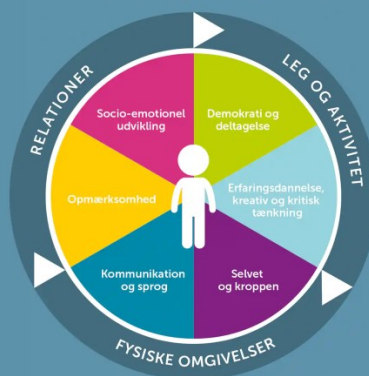 RELATIONER
LEG OG AKTIVITET
Socio-emotionel
udvikling
Demokrati og
deltagelse
Opmærksomhed
Erfaringsdannelse,
kreativ og kritisk
tænkning
Kommunikation
og sprog
Selvet
og kroppen
FYSISKE OMGIVELSER